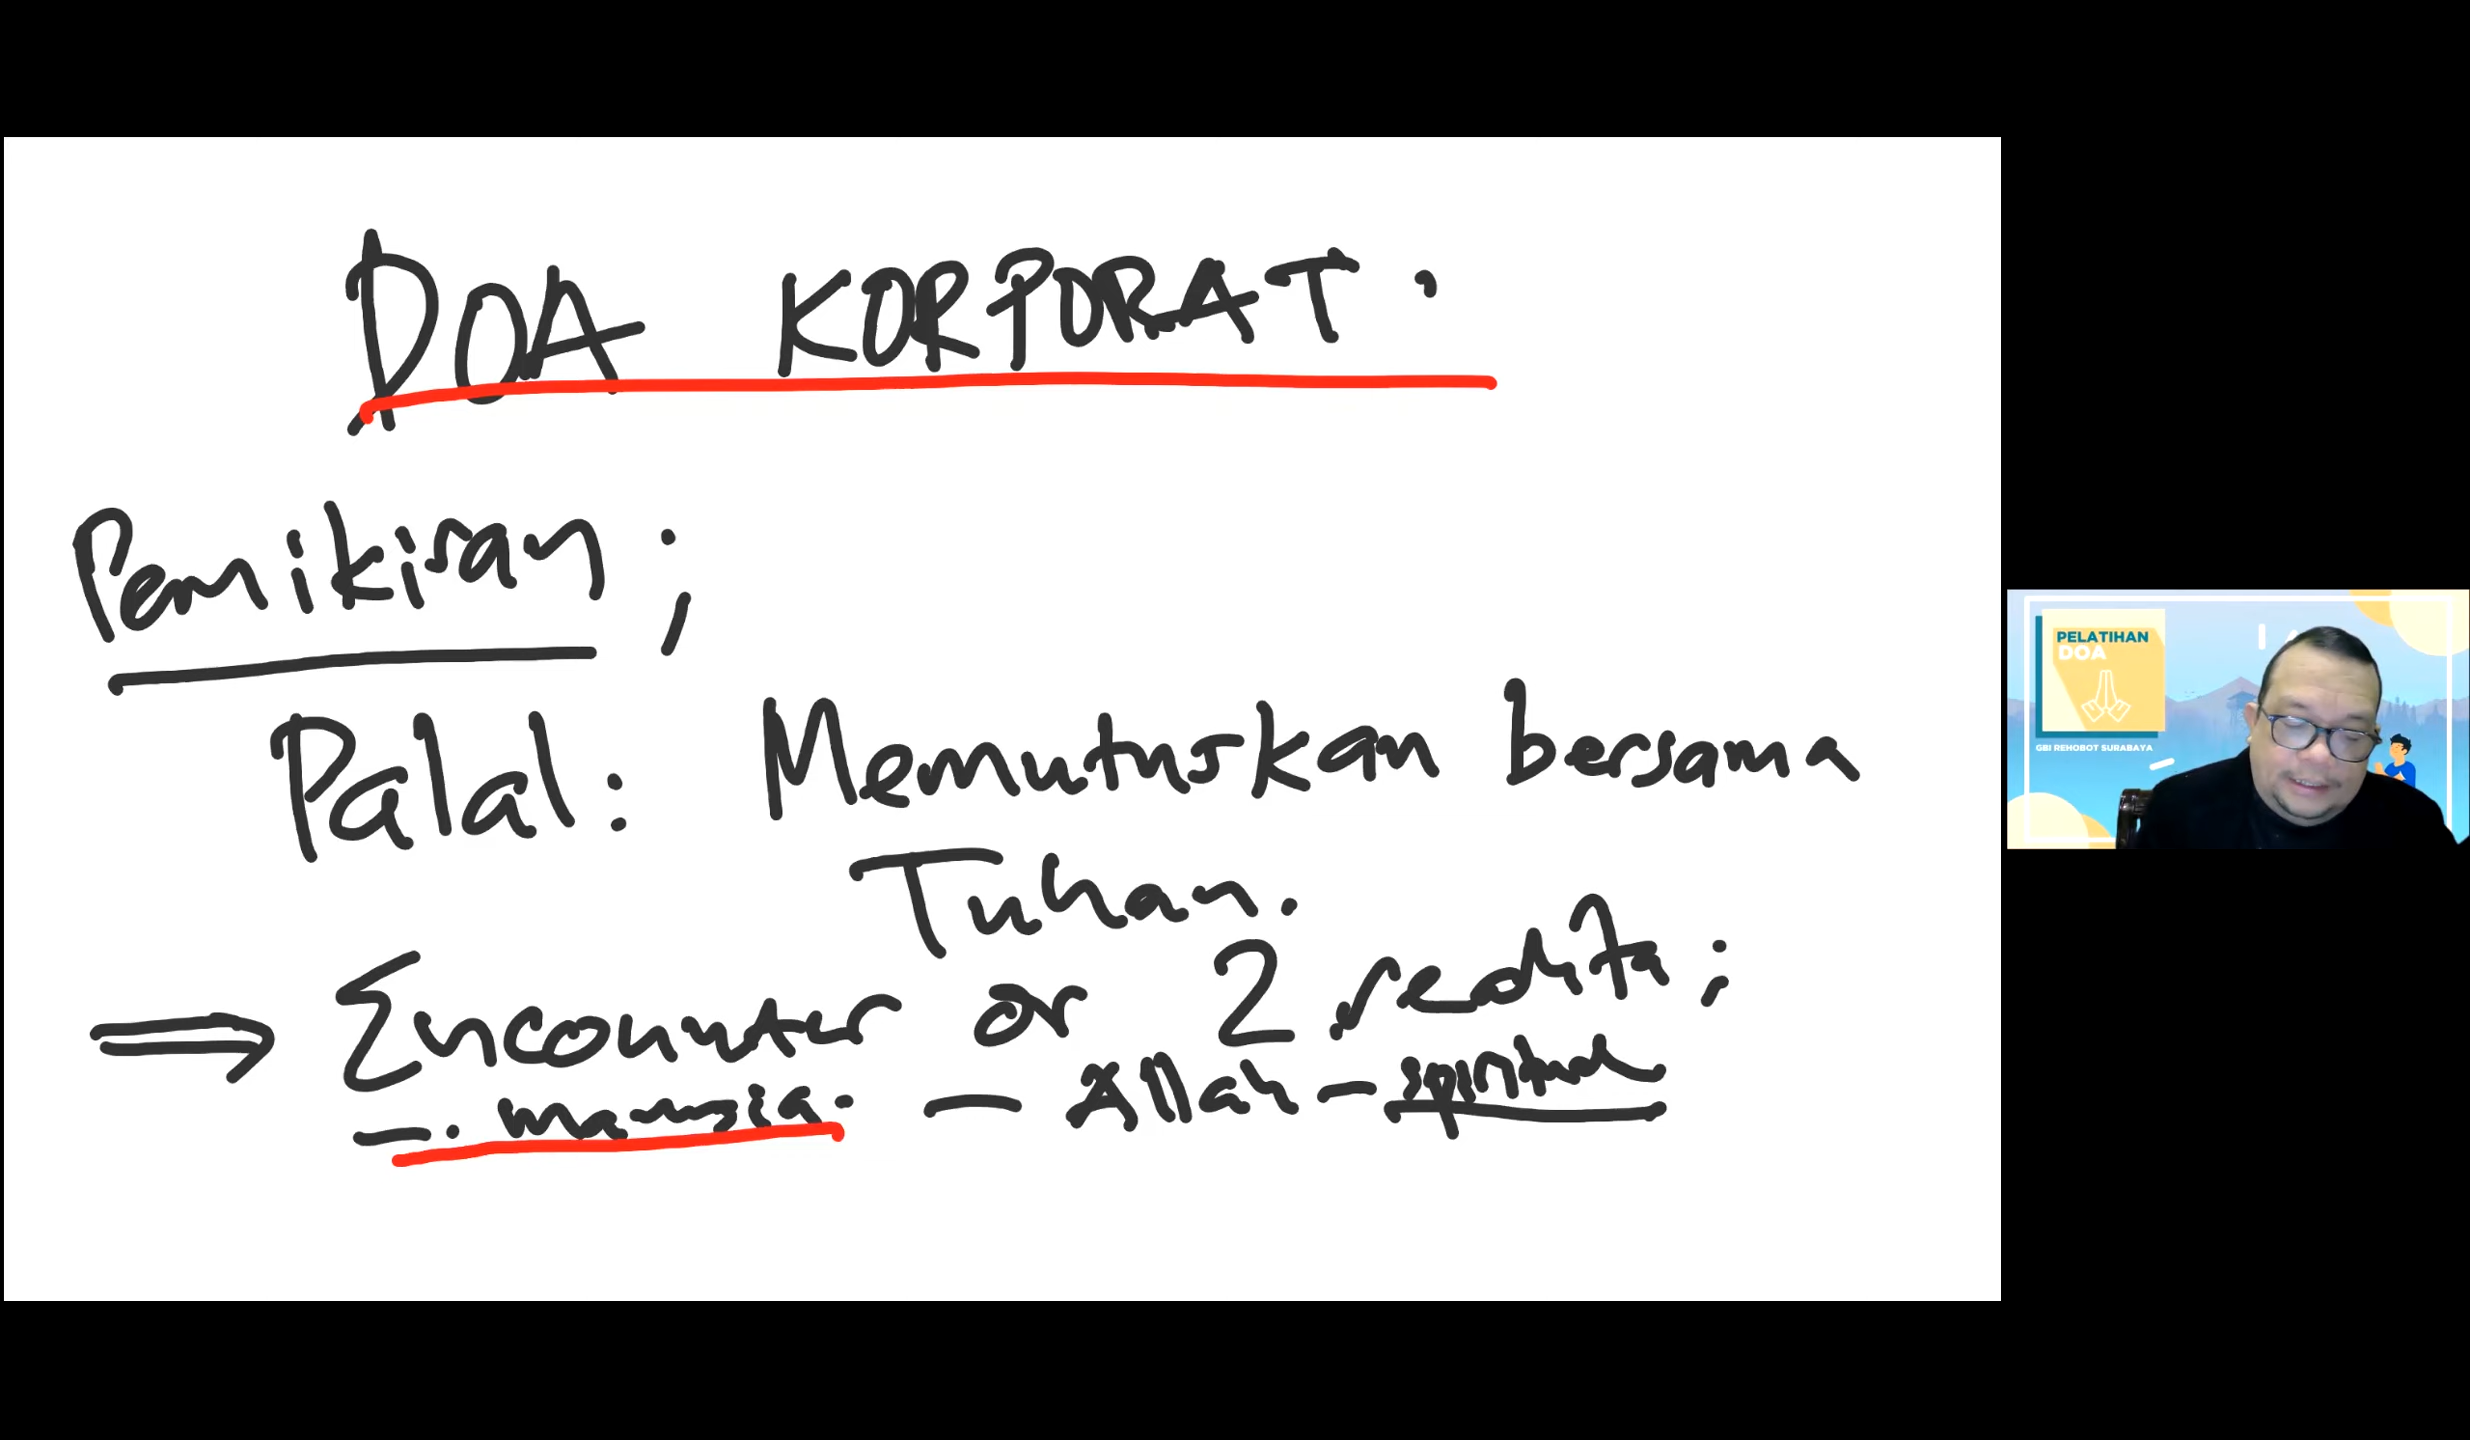 DOA KORPORAT.
Pemikiran;
Palal: Memutuskan bersama
Tuhan.
⇒ Encounter or 2 realita;
—. manusia. — Allah — spiritual
PELATIHAN
DOA
GBI REHOBOT SURABAYA